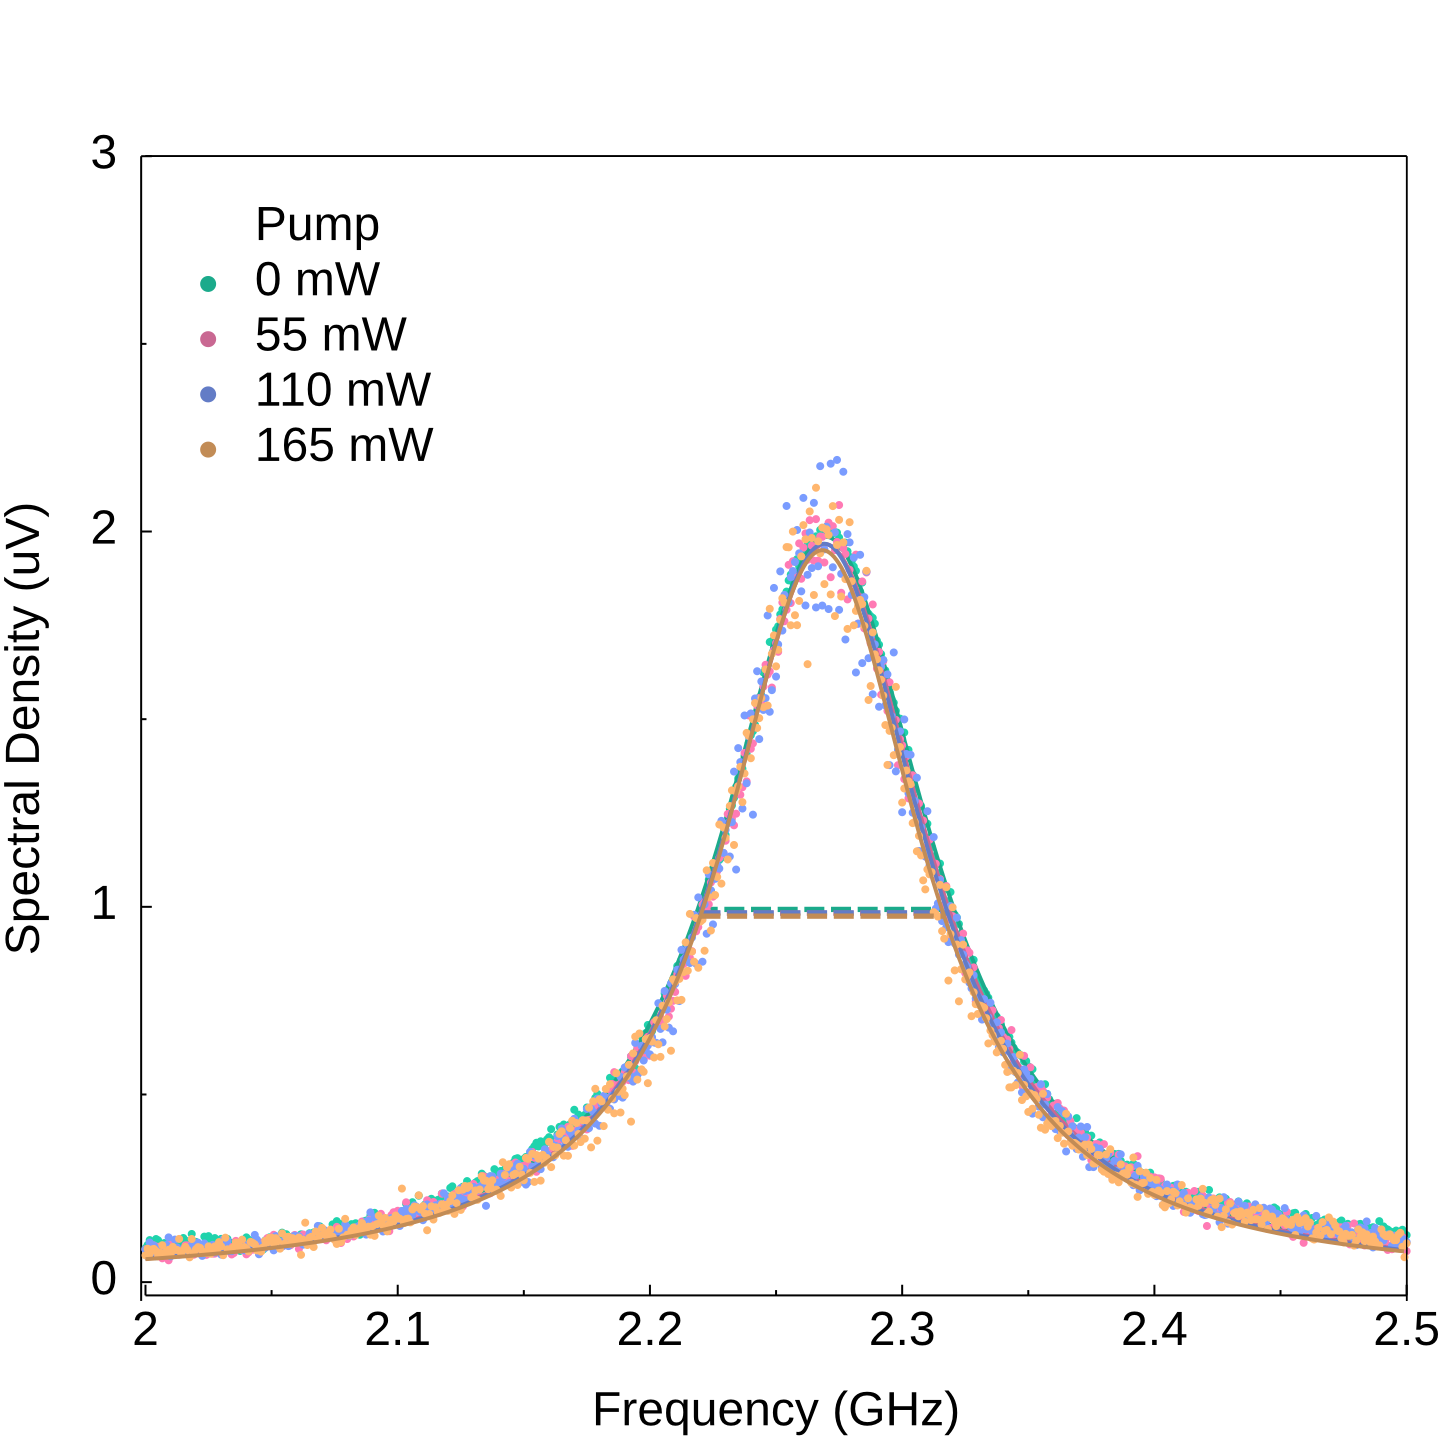 3
Pump
0 mW
55 mW
110 mW
165 mW
2
1
0
Spectral Density (uV)
2 2.1 2.2 2.3 2.4 2.5
Frequency (GHz)